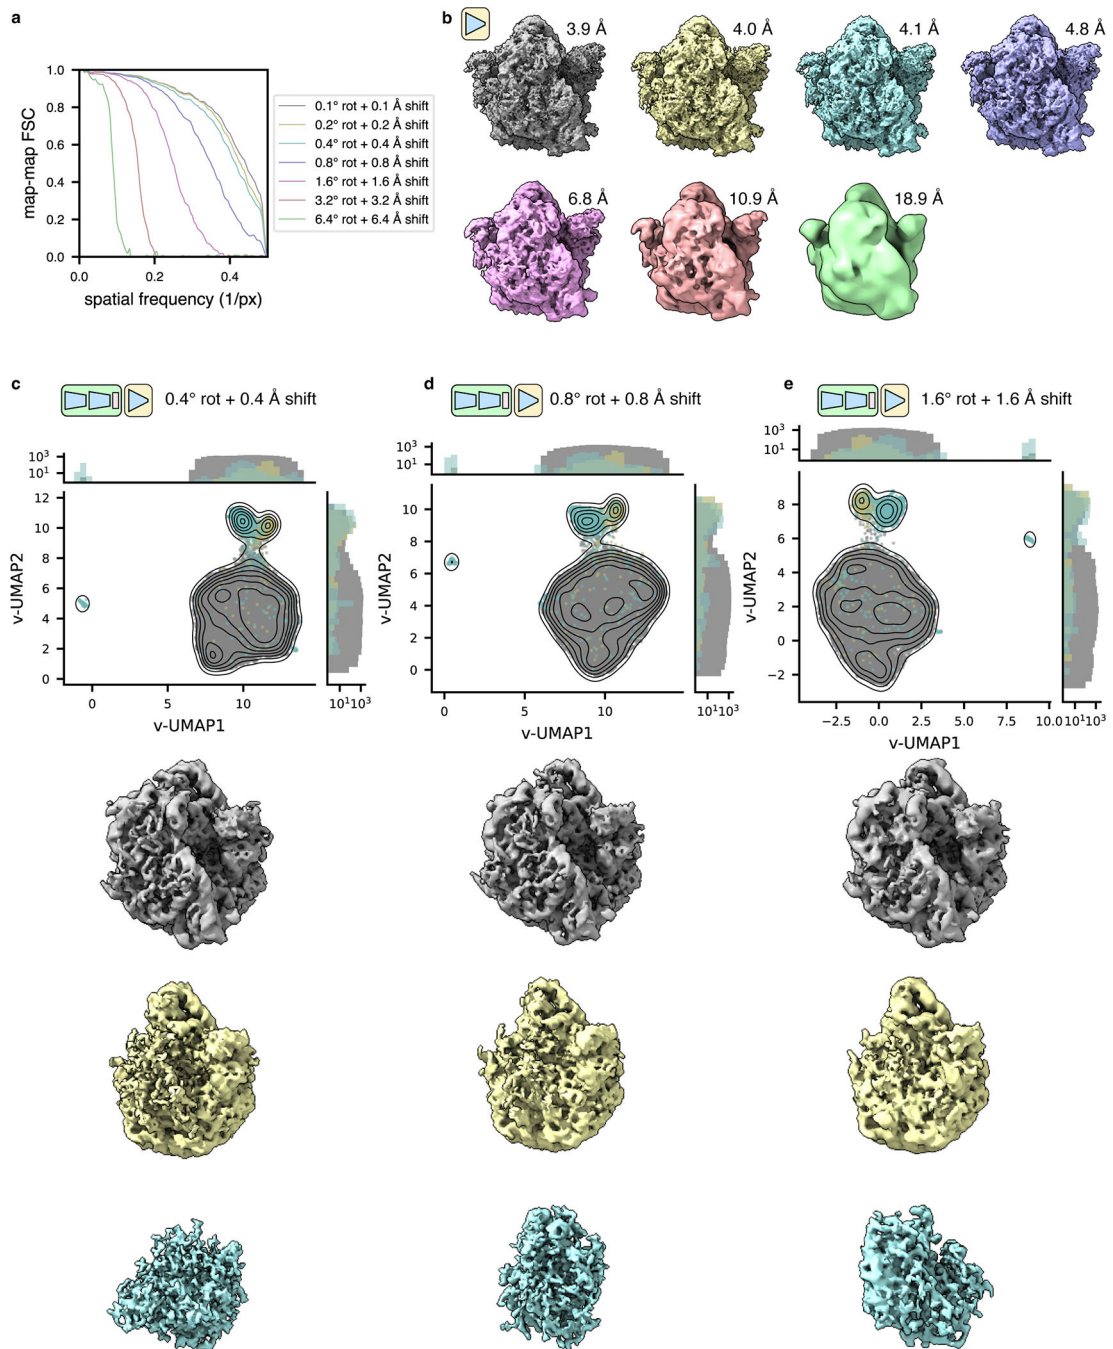 a
1.0
0.8
0.6
0.4
0.2
0.0
0.0
0.2
0.4
map-map FSC
spatial frequency (1/px)
0.1° rot + 0.1 Å shift
0.2° rot + 0.2 Å shift
0.4° rot + 0.4 Å shift
0.8° rot + 0.8 Å shift
1.6° rot + 1.6 Å shift
3.2° rot + 3.2 Å shift
6.4° rot + 6.4 Å shift
b
3.9 Å
4.0 Å
4.1 Å
4.8 Å
6.8 Å
10.9 Å
18.9 Å
c
0.4° rot + 0.4 Å shift
10³
10¹
12
10
8
6
4
2
0
v-UMAP2
0
5
10
10¹10³
v-UMAP1
d
0.8° rot + 0.8 Å shift
10³
10¹
10
8
6
4
2
0
v-UMAP2
0
5
10
10¹10³
v-UMAP1
e
1.6° rot + 1.6 Å shift
10³
10¹
8
6
4
2
0
−2
v-UMAP2
−2.5
0.0
2.5
5.0
7.5
10.0
10¹10³
v-UMAP1